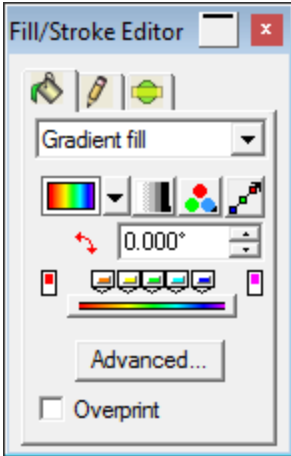 Fill/Stroke Editor
Gradient fill
0.000°
Advanced...
Overprint